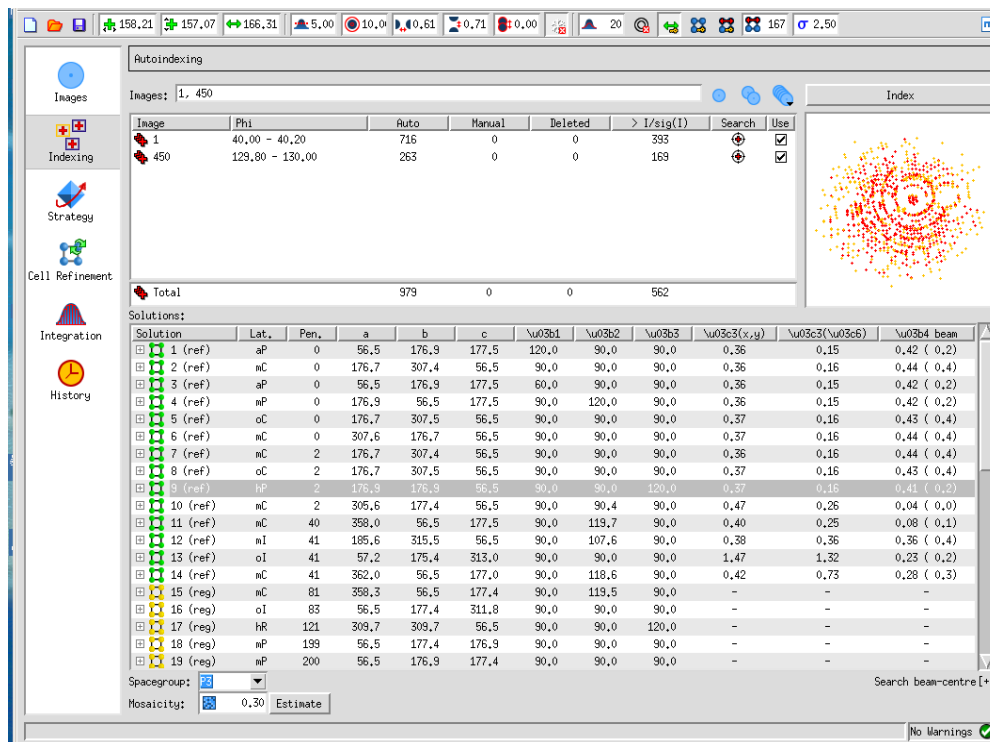 158.21 157.07 166.31 5.00 10.0 0.61 0.71 0.00 20 167 σ 2.50
Autoindexing
Images: 1, 450
Index
Images
Indexing
Strategy
Cell Refinement
Integration
History
Image Phi Auto Manual Deleted > I/sig(I) Search Use
1 40.00 - 40.20 716 0 0 393
450 129.80 - 130.00 263 0 0 169
Total 979 0 0 562
Solutions:
Solution Lat. Pen. a b c \u03b1 \u03b2 \u03b3 \u03c3(x,y) \u03c3(\u03c6) \u03b4 beam
1 (ref) aP 0 56.5 176.9 177.5 120.0 90.0 90.0 0.36 0.15 0.42 ( 0.2)
2 (ref) mC 0 176.7 307.4 56.5 90.0 90.0 90.0 0.36 0.16 0.44 ( 0.4)
3 (ref) aP 0 56.5 176.9 177.5 60.0 90.0 90.0 0.36 0.15 0.42 ( 0.2)
4 (ref) mP 0 176.9 56.5 177.5 90.0 120.0 90.0 0.36 0.15 0.42 ( 0.2)
5 (ref) oC 0 176.7 307.5 56.5 90.0 90.0 90.0 0.37 0.16 0.43 ( 0.4)
6 (ref) mC 0 307.6 176.7 56.5 90.0 90.0 90.0 0.37 0.16 0.44 ( 0.4)
7 (ref) mC 2 176.7 307.4 56.5 90.0 90.0 90.0 0.36 0.16 0.44 ( 0.4)
8 (ref) oC 2 176.7 307.5 56.5 90.0 90.0 90.0 0.37 0.16 0.43 ( 0.4)
9 (ref) hP 2 176.9 176.9 56.5 90.0 90.0 120.0 0.37 0.16 0.41 ( 0.2)
10 (ref) mC 2 305.6 177.4 56.5 90.0 90.4 90.0 0.47 0.26 0.04 ( 0.0)
11 (ref) mC 40 358.0 56.5 177.5 90.0 119.7 90.0 0.40 0.25 0.08 ( 0.1)
12 (ref) mI 41 185.6 315.5 56.5 90.0 107.6 90.0 0.38 0.36 0.36 ( 0.4)
13 (ref) oI 41 57.2 175.4 313.0 90.0 90.0 90.0 1.47 1.32 0.23 ( 0.2)
14 (ref) mC 41 362.0 56.5 177.0 90.0 118.6 90.0 0.42 0.73 0.28 ( 0.3)
15 (reg) mC 81 358.3 56.5 177.4 90.0 119.5 90.0 - - -
16 (reg) oI 83 56.5 177.4 311.8 90.0 90.0 90.0 - - -
17 (reg) hR 121 309.7 309.7 56.5 90.0 90.0 120.0 - - -
18 (reg) mP 199 56.5 177.4 176.9 90.0 90.0 90.0 - - -
19 (reg) mP 200 56.5 176.9 177.4 90.0 90.0 90.0 - - -
Spacegroup: P3
Search beam-centre[+
Mosaicity: 0.30 Estimate
No Warnings